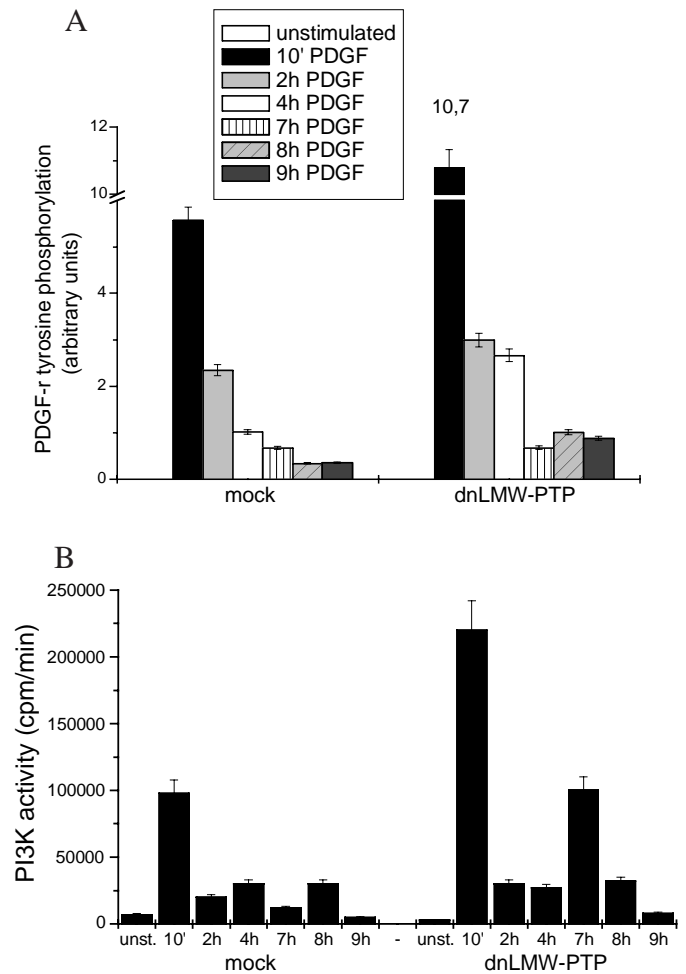 A
unstimulated
10' PDGF
2h PDGF
4h PDGF
7h PDGF
8h PDGF
9h PDGF
10,7
12
10
4
2
0
PDGF-r tyrosine phosphorylation
(arbitrary units)
mock
dnLMW-PTP
B
250000
200000
150000
100000
50000
0
PI3K activity (cpm/min)
unst. 10' 2h 4h 7h 8h 9h - unst. 10' 2h 4h 7h 8h 9h
mock
dnLMW-PTP